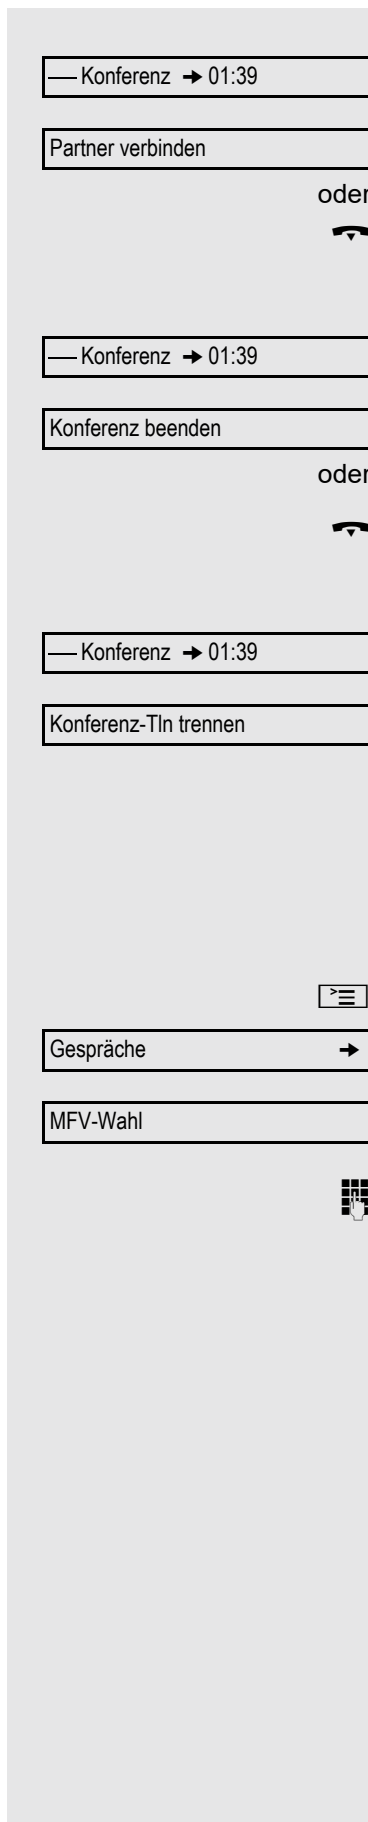 Konferenz → 01:39
Partner verbinden
oder
Konferenz → 01:39
Konferenz beenden
oder
Konferenz → 01:39
Konferenz-Tln trennen
Gespräche →
MFV-Wahl